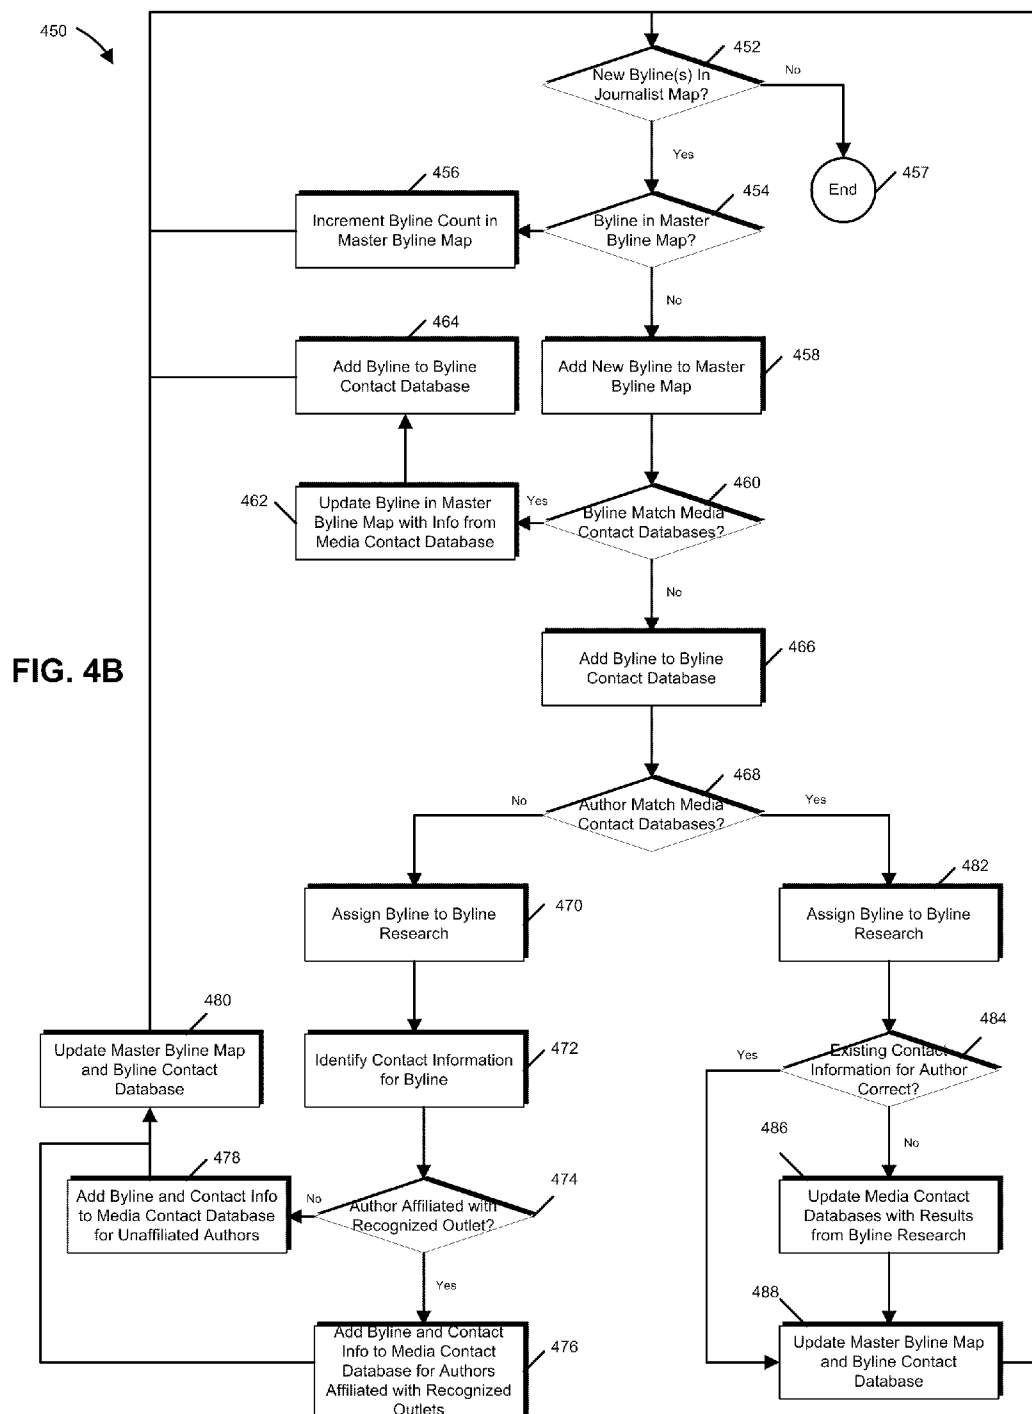 450
452
New Byline(s) In
Journalist Map?
No
Yes
End
457
456
Increment Byline Count in
Master Byline Map
454
Byline in Master
Byline Map?
No
464
Add Byline to Byline
Contact Database
458
Add New Byline to Master
Byline Map
462
Update Byline in Master
Byline Map with Info from
Media Contact Database
Yes
460
Byline Match Media
Contact Databases?
No
FIG. 4B
466
Add Byline to Byline
Contact Database
468
Author Match Media
Contact Databases?
No
Yes
470
Assign Byline to Byline
Research
482
Assign Byline to Byline
Research
480
Update Master Byline Map
and Byline Contact
Database
472
Identify Contact Information
for Byline
484
Existing Contact
Information for Author
Correct?
Yes
No
478
Add Byline and Contact Info
to Media Contact Database
for Unaffiliated Authors
No
474
Author Affiliated with
Recognized Outlet?
Yes
486
Update Media Contact
Databases with Results
from Byline Research
476
Add Byline and Contact
Info to Media Contact
Database for Authors
Affiliated with Recognized
Outlets
488
Update Master Byline Map
and Byline Contact
Database